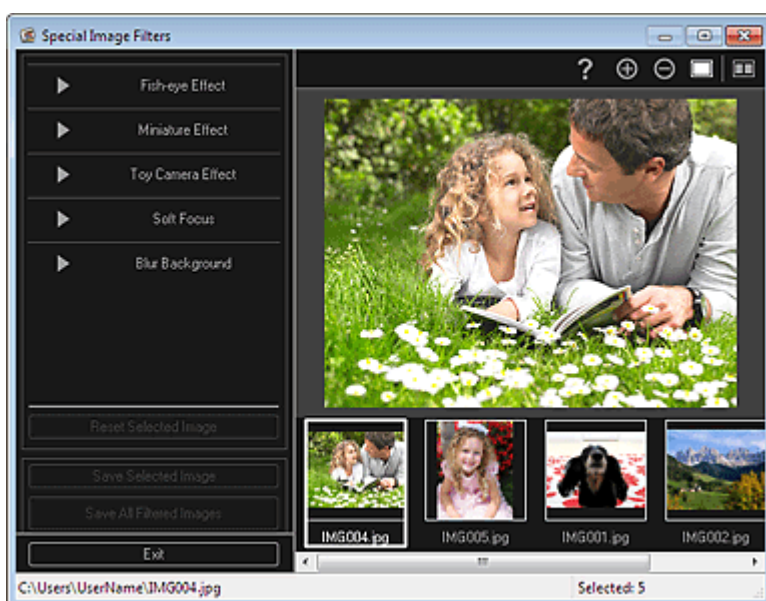 Special Image Filters
Fish-eye Effect
Miniature Effect
Toy Camera Effect
Soft Focus
Blur Background
Reset Selected Image
Save Selected Image
Save All Filtered Images
Exit
?
IMG004.jpg
IMG005.jpg
IMG001.jpg
IMG002.jpg
C:\Users\UserName\IMG004.jpg
Selected: 5